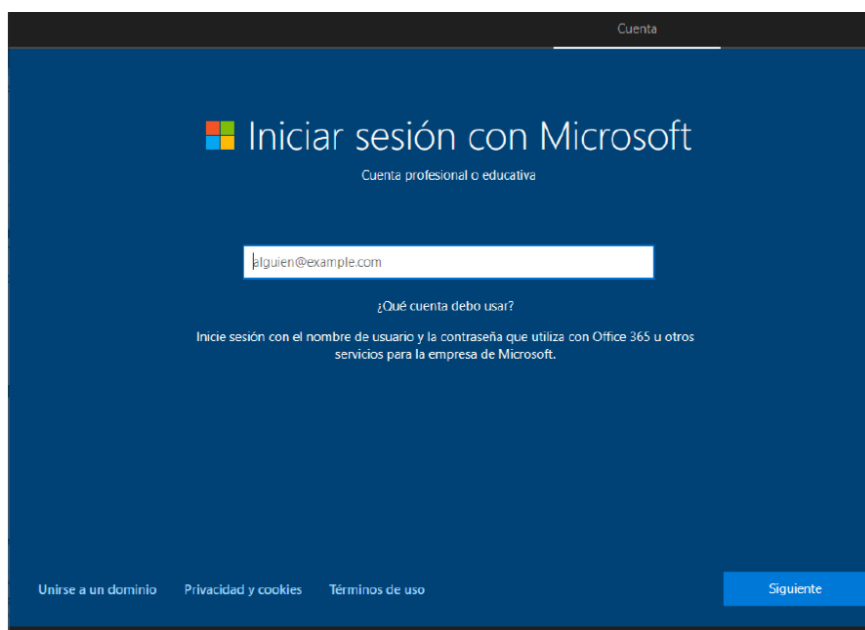 Cuenta
Iniciar sesión con Microsoft
Cuenta profesional o educativa
alguien@example.com
¿Qué cuenta debo usar?
Inicie sesión con el nombre de usuario y la contraseña que utiliza con Office 365 u otros
servicios para la empresa de Microsoft.
Unirse a un dominio Privacidad y cookies Términos de uso Siguiente